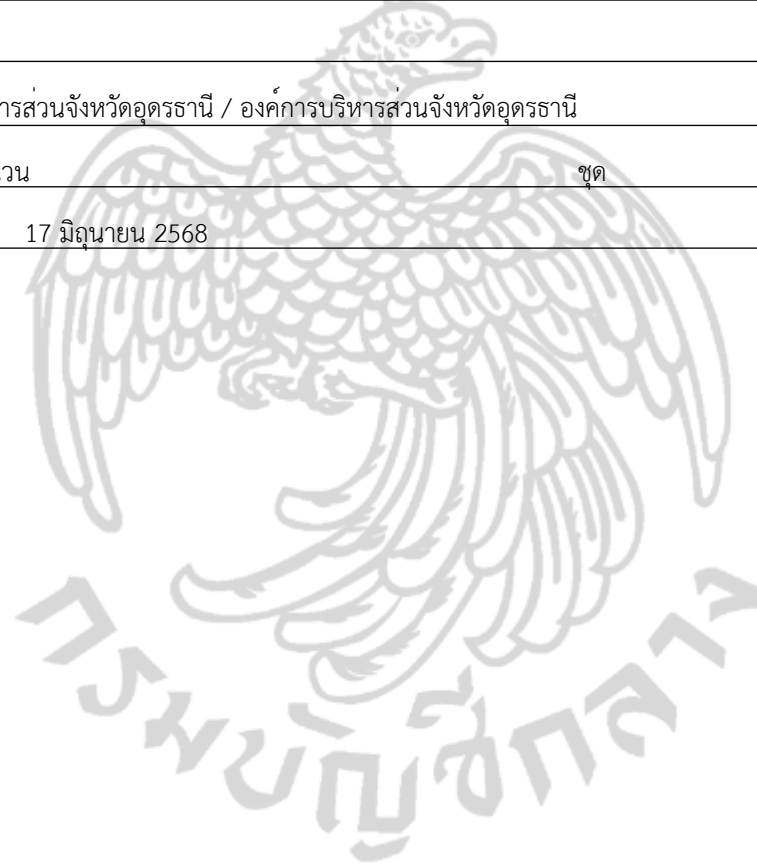 ารส่วนจังหวัดอุดรธานี / องค์การบริหารส่วนจังหวัดอุดรธานี
วน ชุด
17 มิถุนายน 2568
กรมบัญชีกลาง